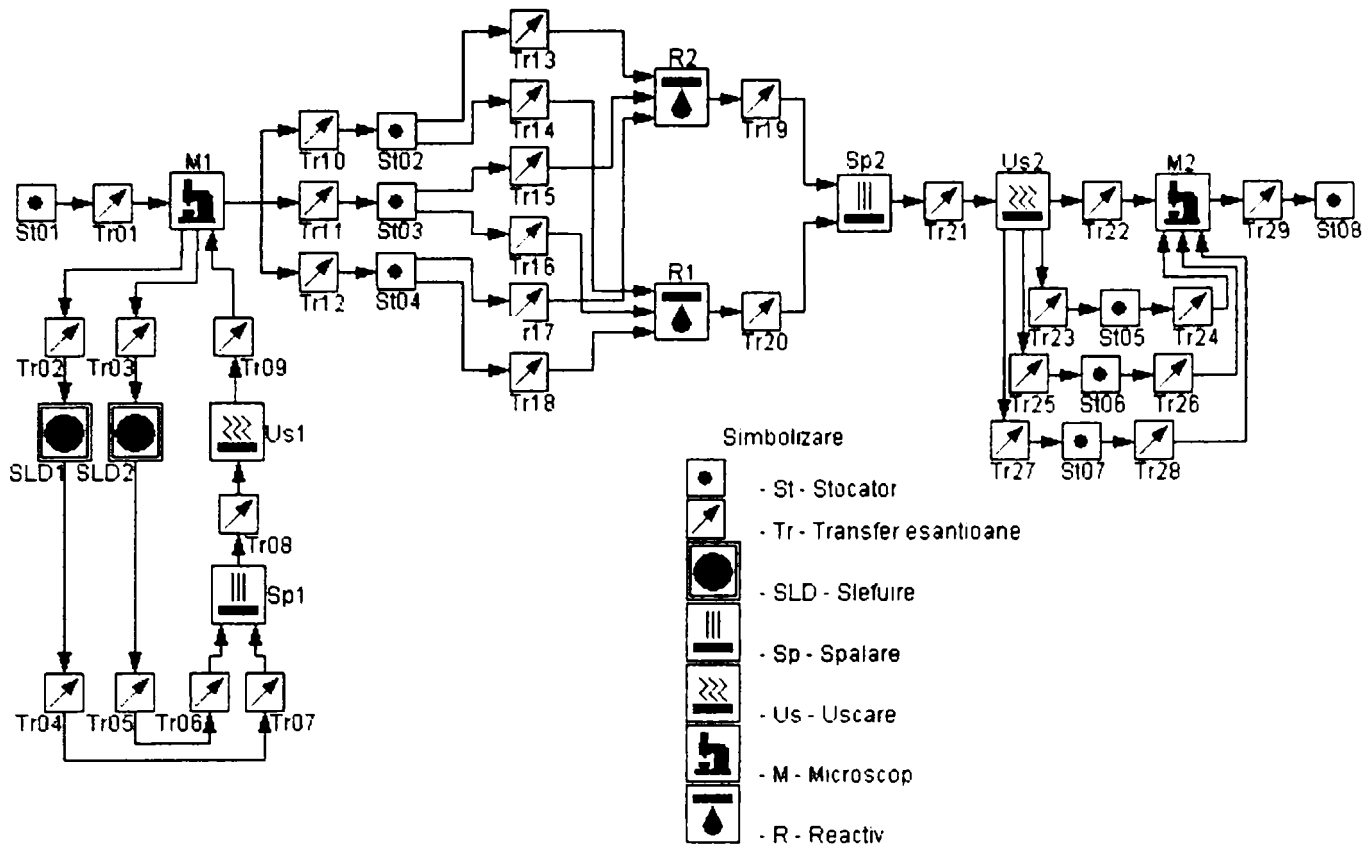 Tr13
R2
Tr14
Tr19
Tr10
St02
M1
Tr15
Sp2
Us2
M2
St01
Tr01
Tr11
St03
Tr16
Tr21
Tr22
Tr29
St08
R1
Tr12
St04
r17
Tr20
Tr23
St05
Tr24
Tr02
Tr03
Tr09
Tr18
Tr25
St06
Tr26
Us1
Simbolizare
SLD1
SLD2
Tr27
St07
Tr28
- St - Stocator
Tr08
- Tr - Transfer esantioane
Sp1
- SLD - Slefuire
- Sp - Spalare
Tr04
Tr05
Tr06
Tr07
- Us - Uscare
- M - Microscop
- R - Reactiv